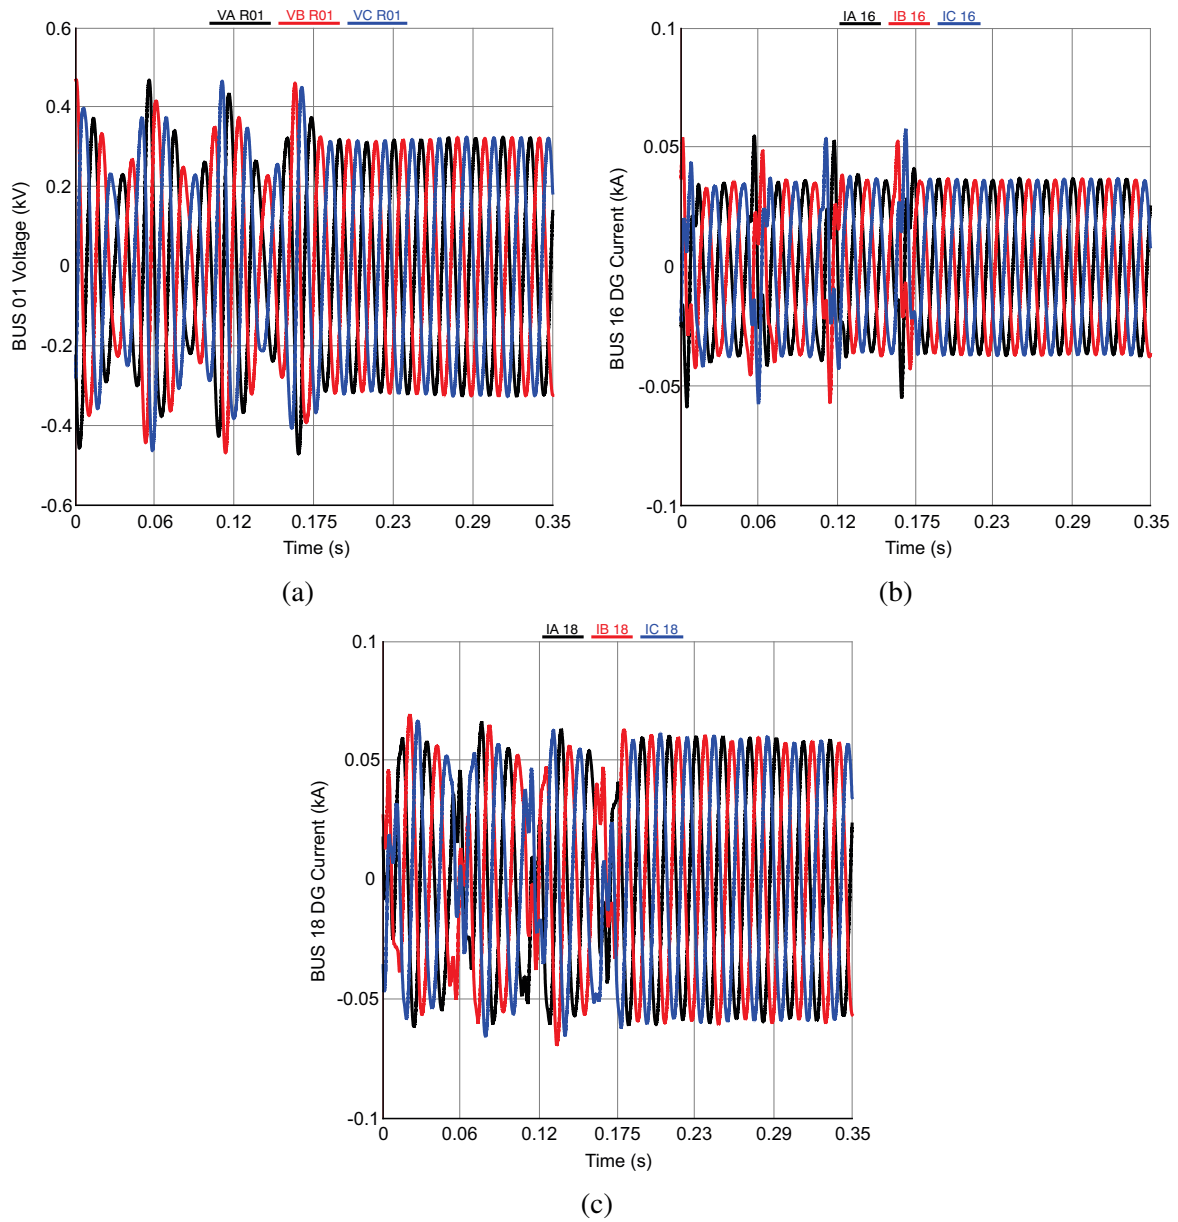 VA R01 VB R01 VC R01
0.6
0.4
0.2
0
-0.2
-0.4
-0.6
BUS 01 Voltage (kV)
0 0.06 0.12 0.175 0.23 0.29 0.35
Time (s)
(a)
IA 16 IB 16 IC 16
0.1
0.05
0
-0.05
-0.1
BUS 16 DG Current (kA)
0 0.06 0.12 0.175 0.23 0.29 0.35
Time (s)
(b)
IA 18 IB 18 IC 18
0.1
0.05
0
-0.05
-0.1
BUS 18 DG Current (kA)
0 0.06 0.12 0.175 0.23 0.29 0.35
Time (s)
(c)